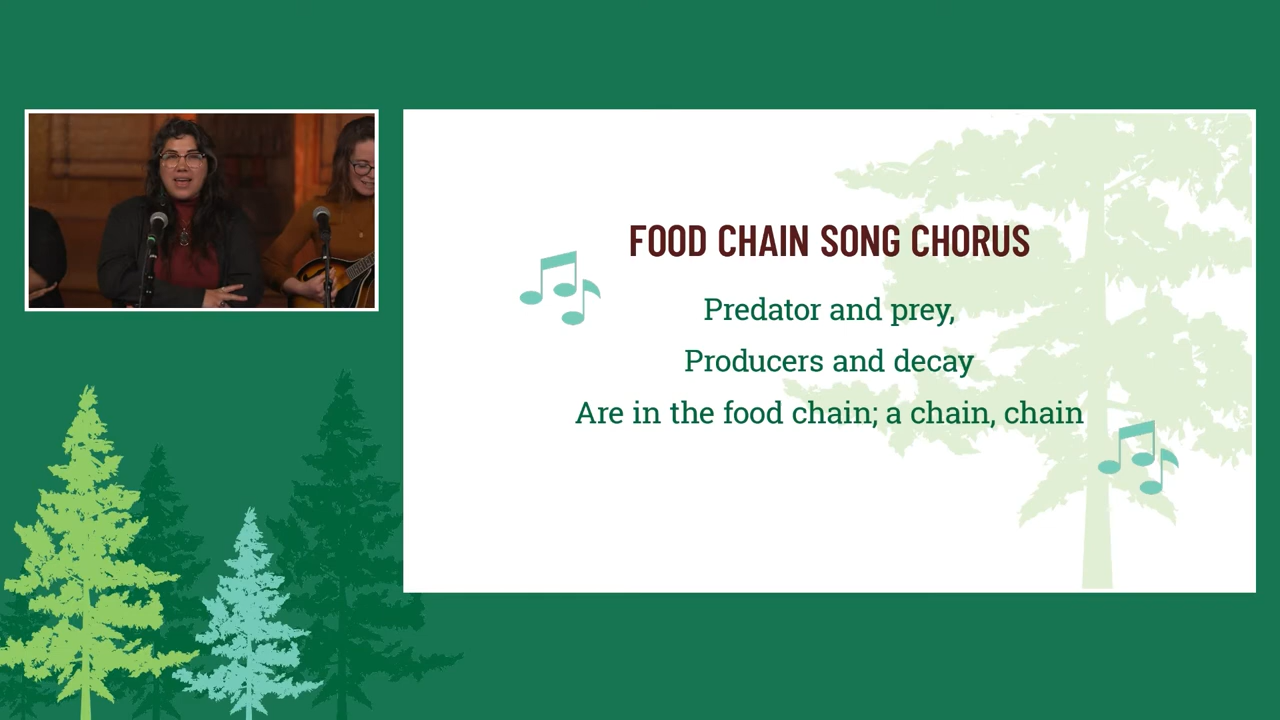 FOOD CHAIN SONG CHORUS
Predator and prey,
Producers and decay
Are in the food chain; a chain, chain